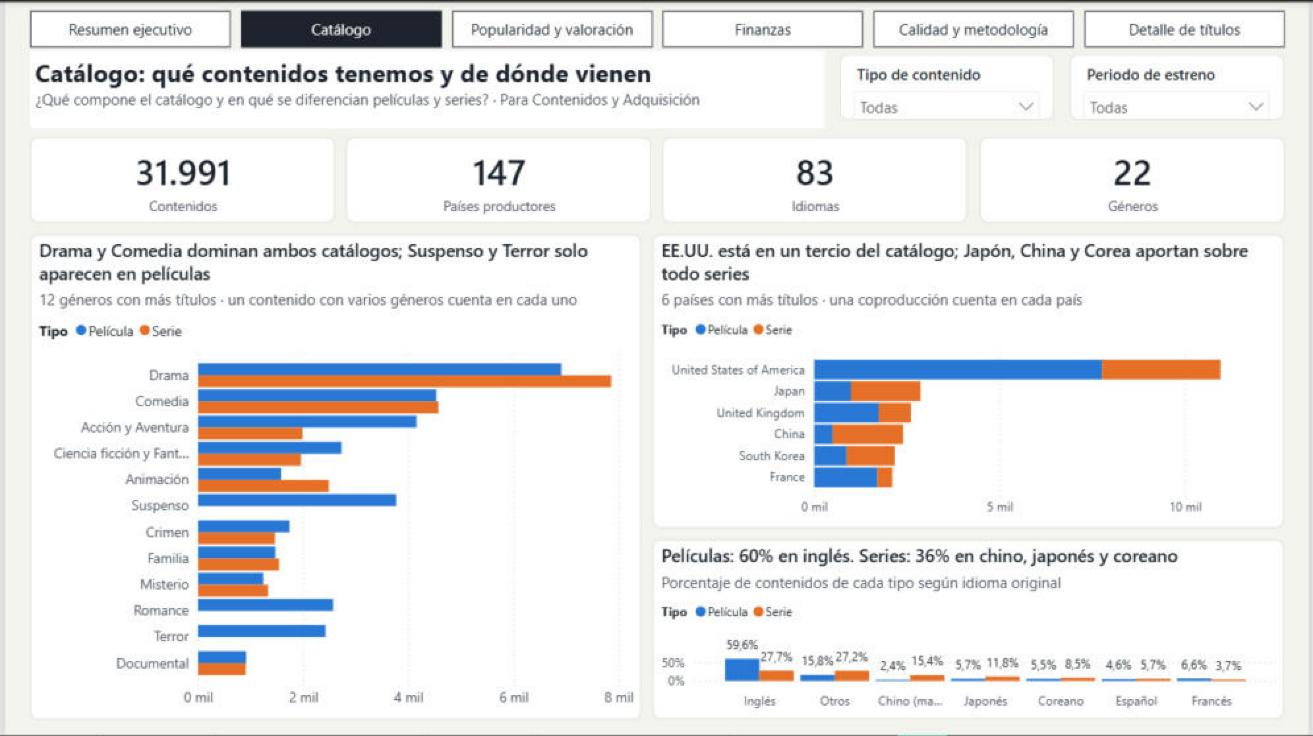 Resumen ejecutivo
Catálogo
Popularidad y valoración
Finanzas
Calidad y metodología
Detalle de títulos
Catálogo: qué contenidos tenemos y de dónde vienen
¿Qué compone el catálogo y en qué se diferencian películas y series? · Para Contenidos y Adquisición
Tipo de contenido
Todas
Periodo de estreno
Todas
31.991
Contenidos
147
Países productores
83
Idiomas
22
Géneros
Drama y Comedia dominan ambos catálogos; Suspenso y Terror solo
aparecen en películas
12 géneros con más títulos · un contenido con varios géneros cuenta en cada uno
Tipo Película Serie
Drama
Comedia
Acción y Aventura
Ciencia ficción y Fant...
Animación
Suspenso
Crimen
Familia
Misterio
Romance
Terror
Documental
0 mil 2 mil 4 mil 6 mil 8 mil
EE.UU. está en un tercio del catálogo; Japón, China y Corea aportan sobre
todo series
6 países con más títulos · una coproducción cuenta en cada país
Tipo Película Serie
United States of America
Japan
United Kingdom
China
South Korea
France
0 mil 5 mil 10 mil
Películas: 60% en inglés. Series: 36% en chino, japonés y coreano
Porcentaje de contenidos de cada tipo según idioma original
Tipo Película Serie
59,6% 27,7% 15,8% 27,2% 2,4% 15,4% 5,7% 11,8% 5,5% 8,5% 4,6% 5,7% 6,6% 3,7%
50%
0%
Inglés Otros Chino (ma... Japonés Coreano Español Francés